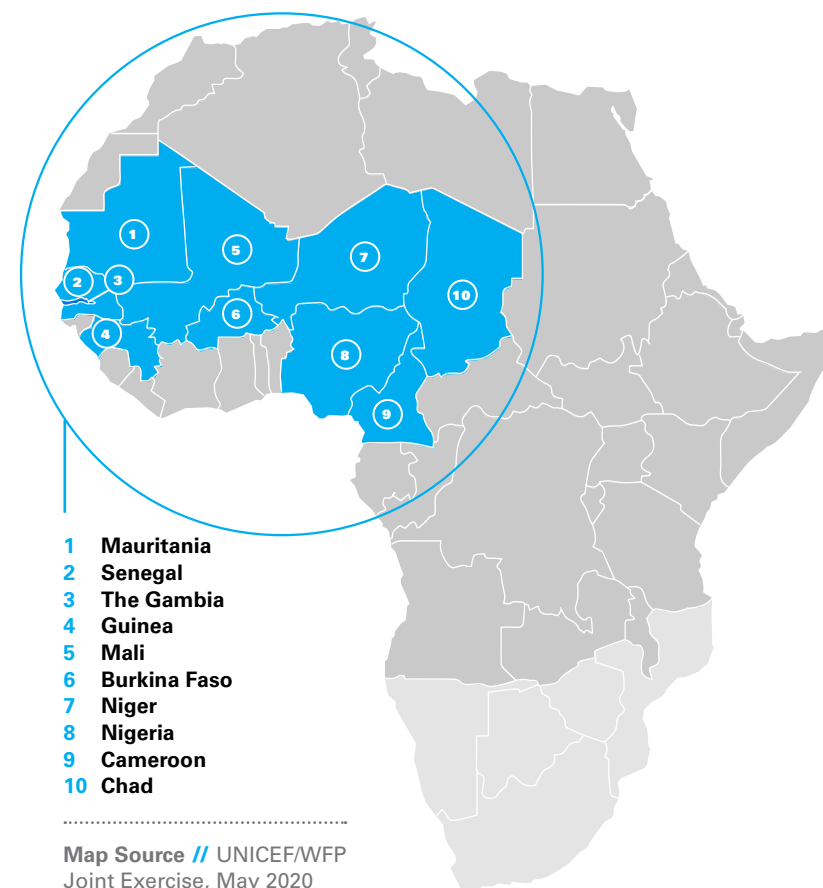 1
5
7
2
3
10
6
4
8
9
1 Mauritania
2 Senegal
3 The Gambia
4 Guinea
5 Mali
6 Burkina Faso
7 Niger
8 Nigeria
9 Cameroon
10 Chad
Map Source // UNICEF/WFP
Joint Exercise, May 2020